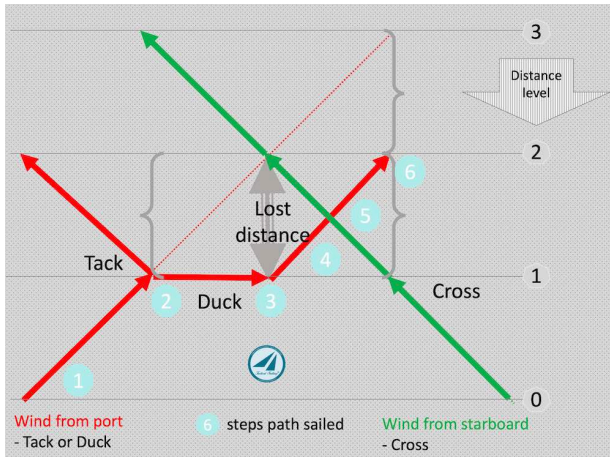 3
Distance
level
2
6
5
Lost
distance
4
Tack
1
2
Duck
3
Cross
1
0
Wind from port
- Tack or Duck
6 steps path sailed
Wind from starboard
- Cross